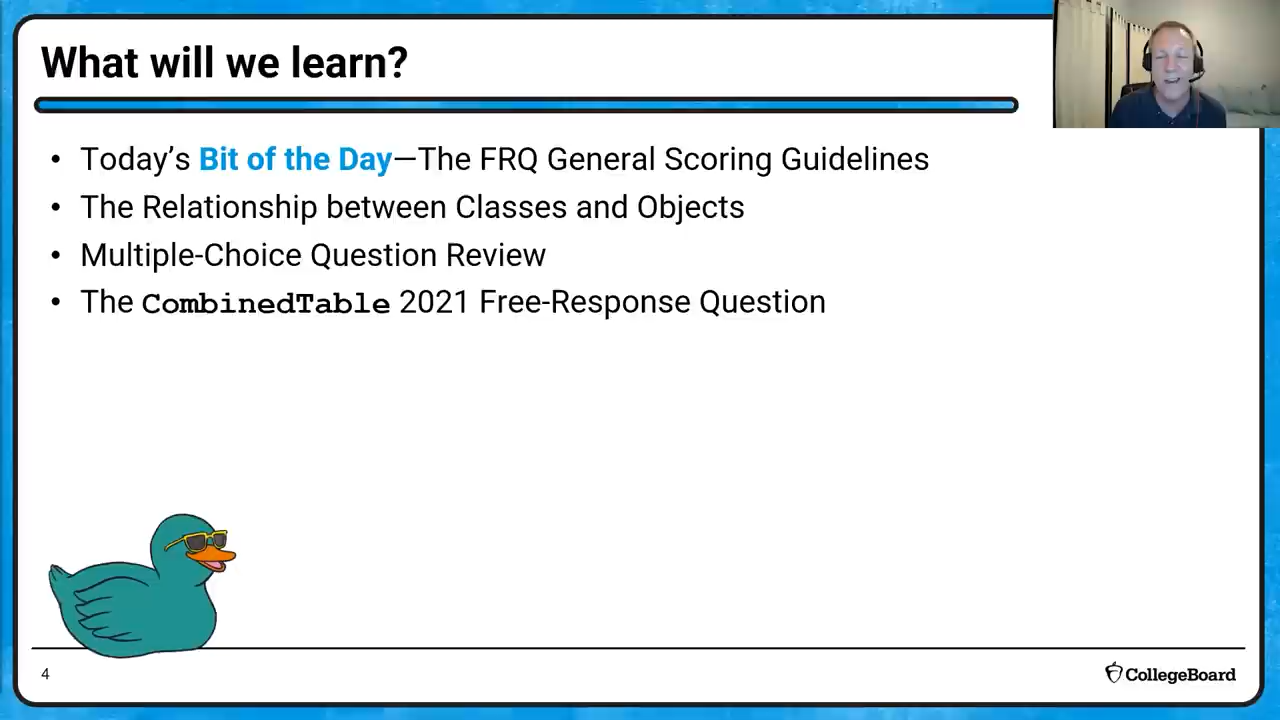 What will we learn?
• Today’s Bit of the Day—The FRQ General Scoring Guidelines
• The Relationship between Classes and Objects
• Multiple-Choice Question Review
• The CombinedTable 2021 Free-Response Question
4
CollegeBoard